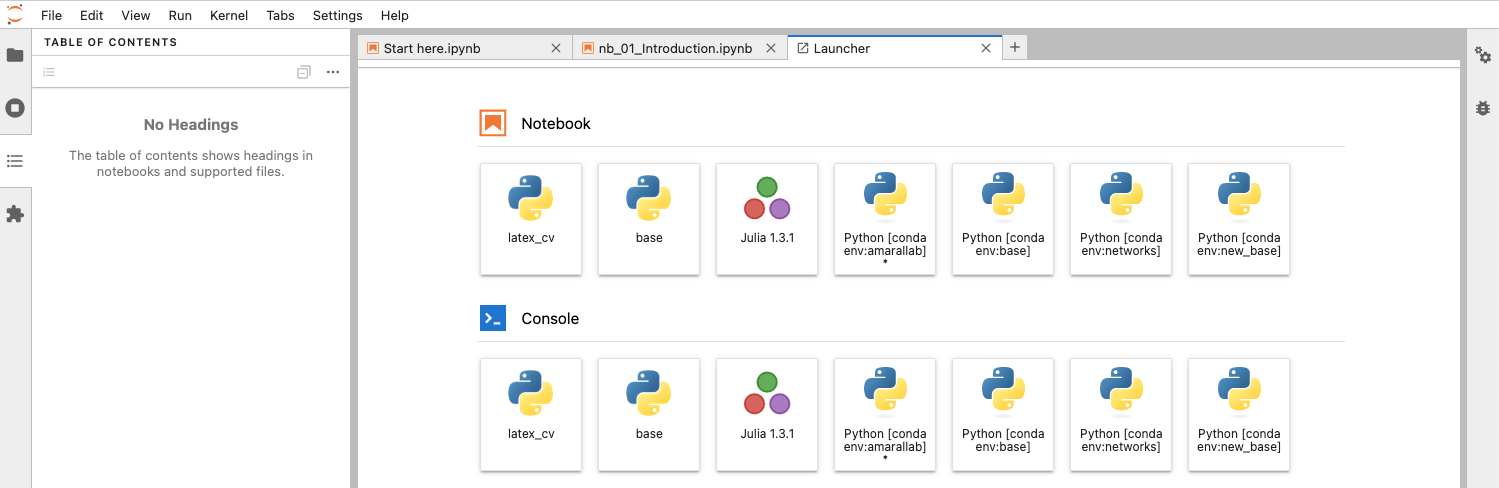 File Edit View Run Kernel Tabs Settings Help
TABLE OF CONTENTS
No Headings
The table of contents shows headings in
notebooks and supported files.
Start here.ipynb
nb_01_Introduction.ipynb
Launcher
Notebook
latex_cv
base
Julia 1.3.1
Python [conda
env:amarallab]
*
Python [conda
env:base]
Python [conda
env:networks]
Python [conda
env:new_base]
Console
latex_cv
base
Julia 1.3.1
Python [conda
env:amarallab]
*
Python [conda
env:base]
Python [conda
env:networks]
Python [conda
env:new_base]